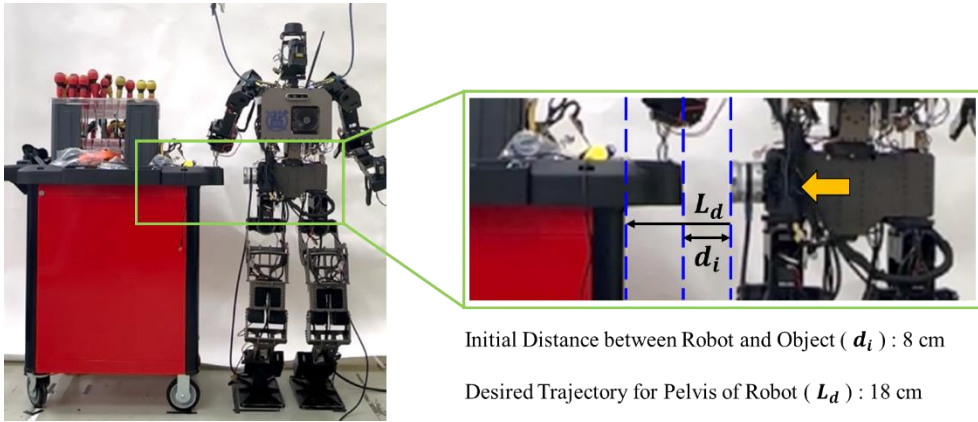 L_d
d_i
Initial Distance between Robot and Object ( d_i ) : 8 cm
Desired Trajectory for Pelvis of Robot ( L_d ) : 18 cm